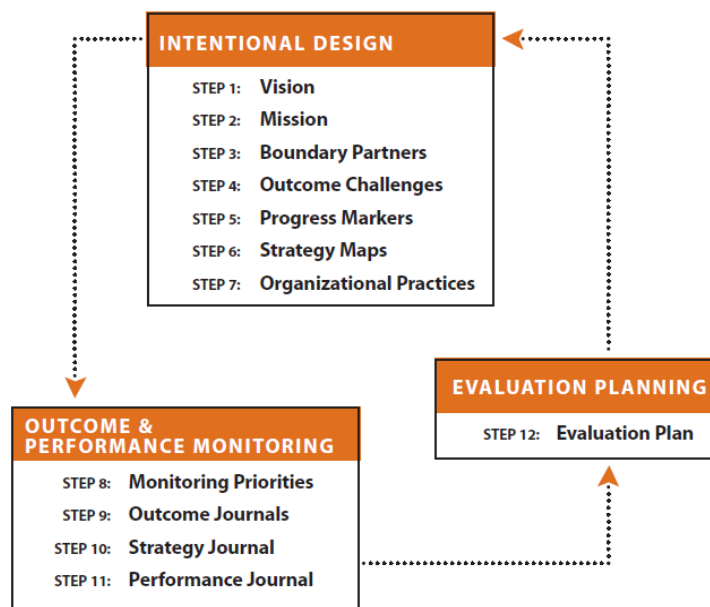 INTENTIONAL DESIGN
STEP 1: Vision
STEP 2: Mission
STEP 3: Boundary Partners
STEP 4: Outcome Challenges
STEP 5: Progress Markers
STEP 6: Strategy Maps
STEP 7: Organizational Practices
OUTCOME &
PERFORMANCE MONITORING
STEP 8: Monitoring Priorities
STEP 9: Outcome Journals
STEP 10: Strategy Journal
STEP 11: Performance Journal
EVALUATION PLANNING
STEP 12: Evaluation Plan